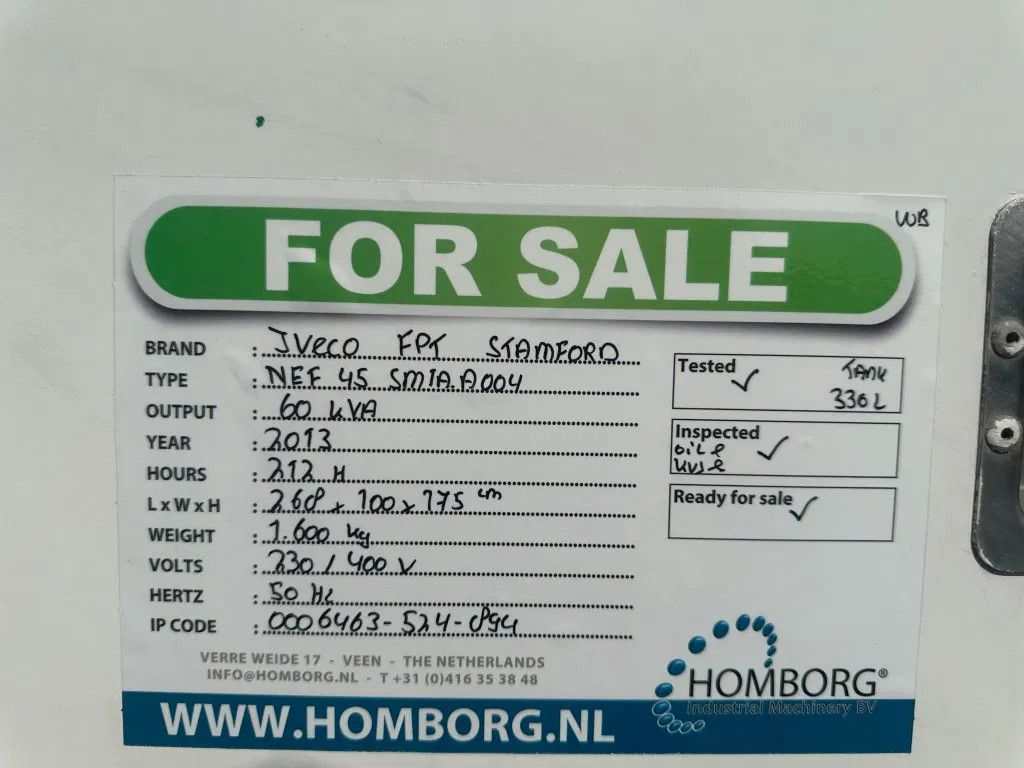 WB
FOR SALE
BRAND : IVECO FPT STAMFORD
TYPE : NEF 45 SM1A.A004
OUTPUT : 60 kVA
YEAR : 2013
HOURS : 212 H
L x W x H : 268 x 100 x 175 cm
WEIGHT : 1.600 kg
VOLTS : 230 / 400 V
HERTZ : 50 Hz
IP CODE : 0006463-524-894
Tested ✓ TANK
330 L
Inspected ✓
Ready for sale ✓
VERRE WEIDE 17 - VEEN - THE NETHERLANDS
INFO@HOMBORG.NL - T +31 (0)416 35 38 48
HOMBORG®
Industrial Machinery BV
WWW.HOMBORG.NL